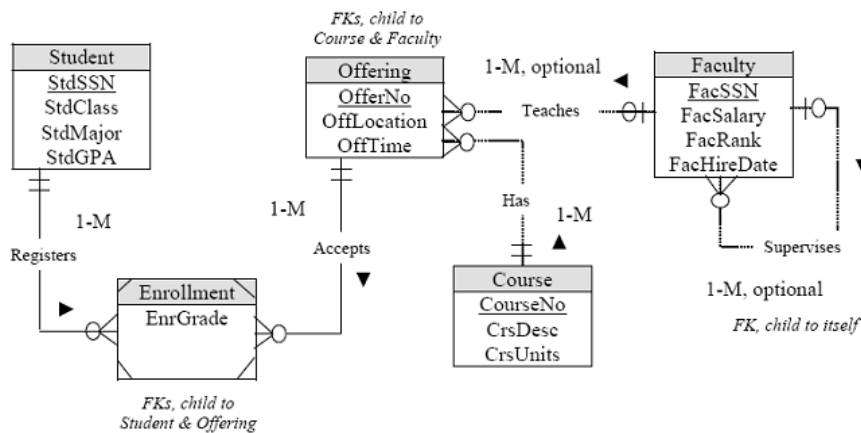 FKs, child to
Course & Faculty
Student
StdSSN
StdClass
StdMajor
StdGPA
Offering
OfferNo
OffLocation
OffTime
1-M, optional
Teaches
Faculty
FacSSN
FacSalary
FacRank
FacHireDate
1-M
Registers
1-M
Accepts
Has
1-M
Supervises
1-M, optional
FK, child to itself
Enrollment
EnrGrade
Course
CourseNo
CrsDesc
CrsUnits
FKs, child to
Student & Offering